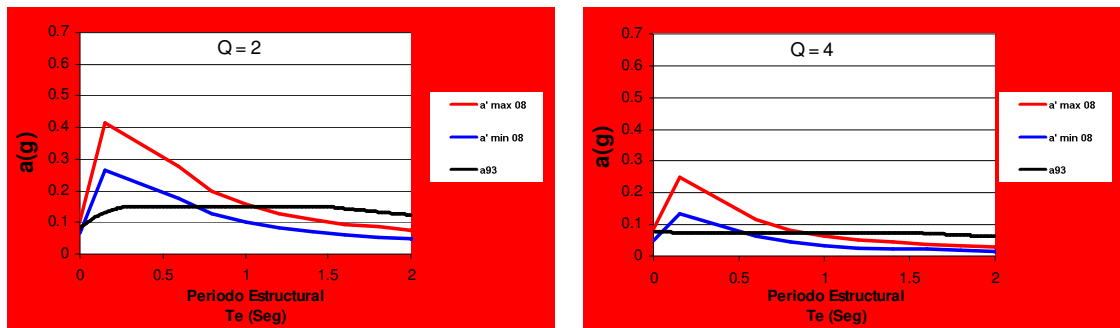 Q = 2
0.7
0.6
0.5
0.4
0.3
0.2
0.1
0
a(g)
0 0.5 1 1.5 2
Periodo Estructural
Te (Seg)
a' max 08
a' min 08
a93
Q = 4
0.7
0.6
0.5
0.4
0.3
0.2
0.1
0
a(g)
0 0.5 1 1.5 2
Periodo Estructural
Te (Seg)
a' max 08
a' min 08
a93